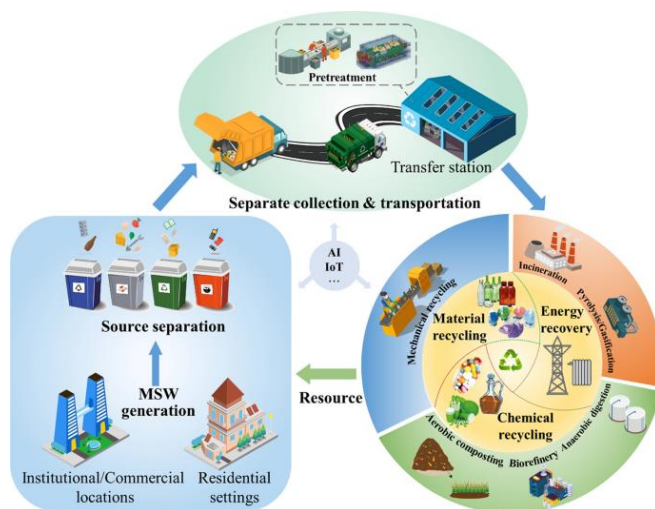 Pretreatment
Transfer station
Separate collection & transportation
AI
IoT
...
Source separation
MSW
generation
Institutional/Commercial
locations
Residential
settings
Resource
Mechanical recycling
Incineration
Pyrolysis/Gasification
Material
recycling
Energy
recovery
Chemical
recycling
Aerobic composting
Biorefinery
Anaerobic digestion